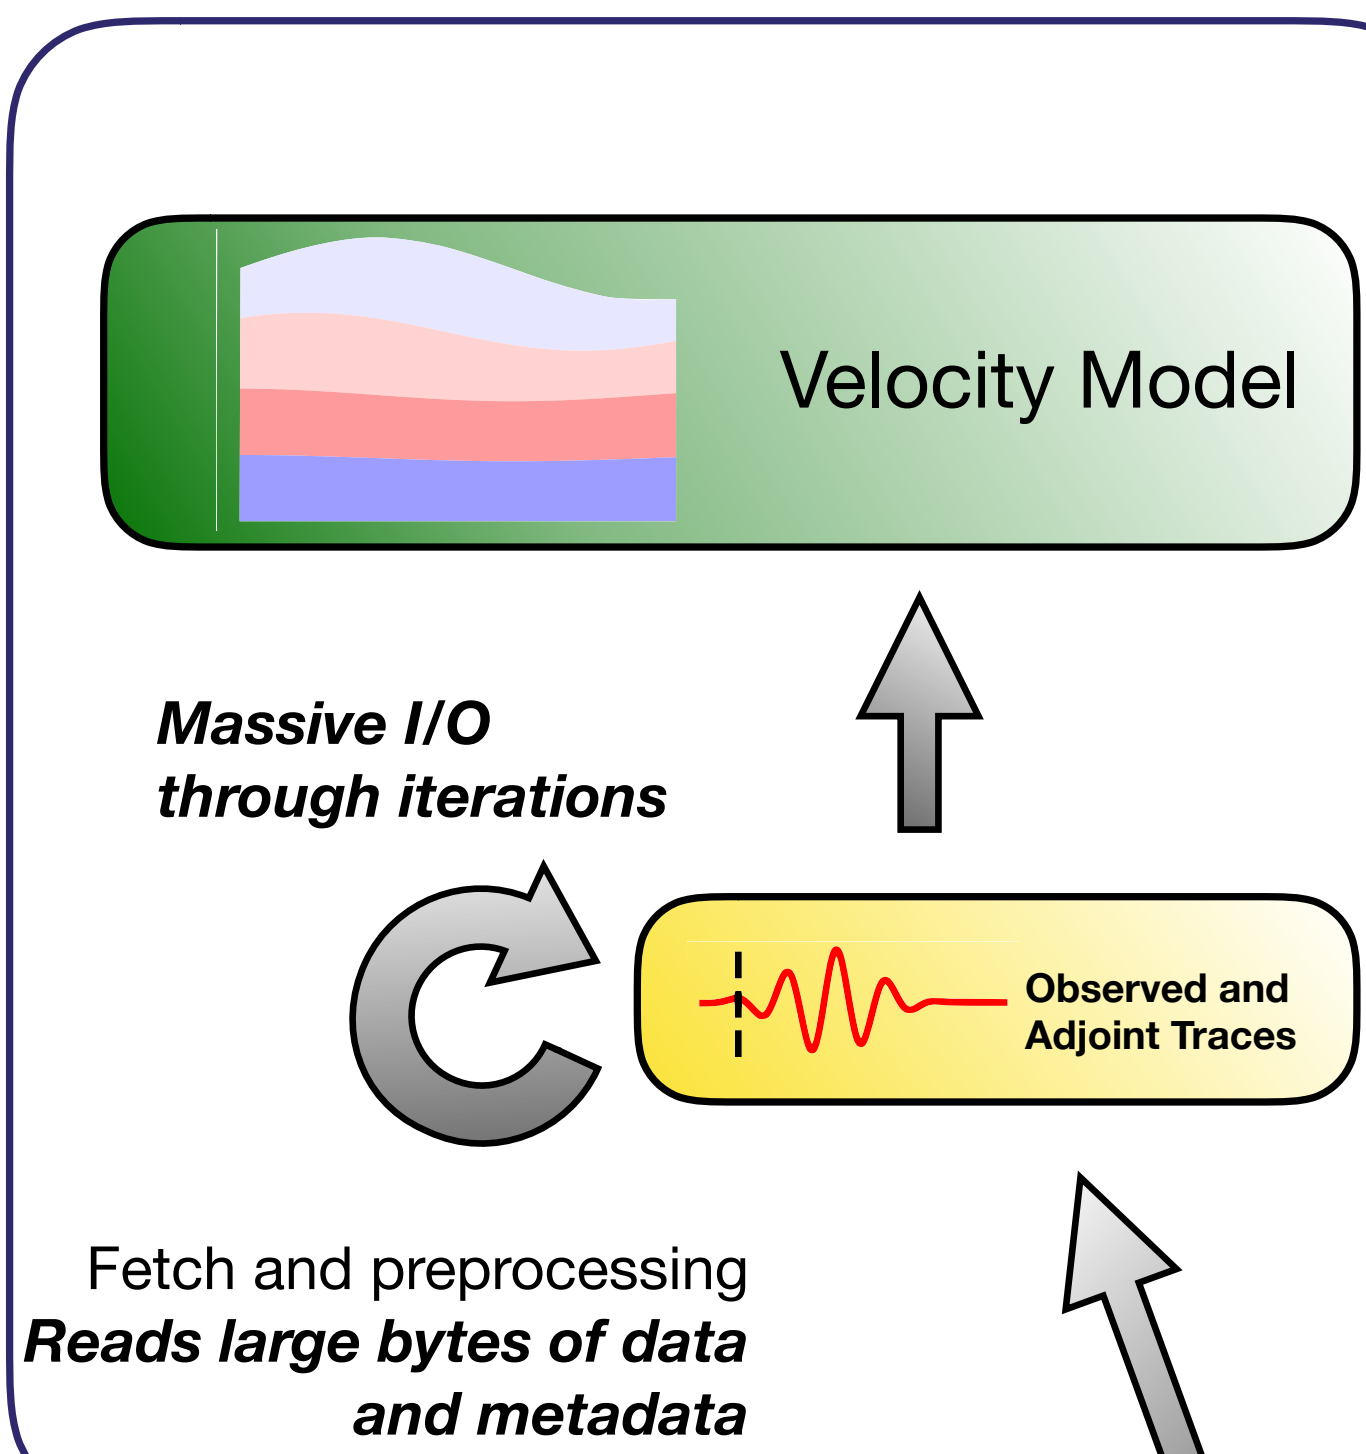 Velocity Model
Massive I/O
through iterations
Observed and
Adjoint Traces
Fetch and preprocessing
Reads large bytes of data
and metadata